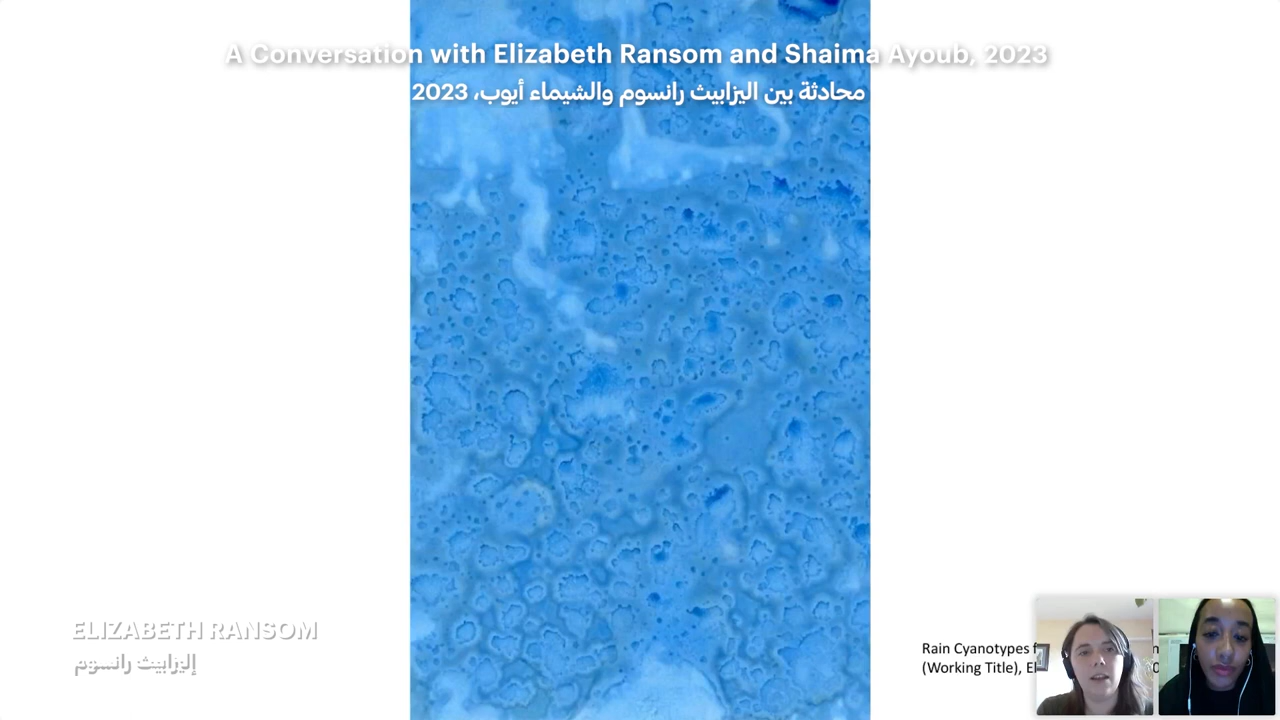 A Conversation with Elizabeth Ransom and Shaima Ayoub, 2023
محادثة بين اليزابيث رانسوم والشيماء أيوب، 2023
ELIZABETH RANSOM
إليزابيث رانسوم
Rain Cyanotypes
(Working Title),